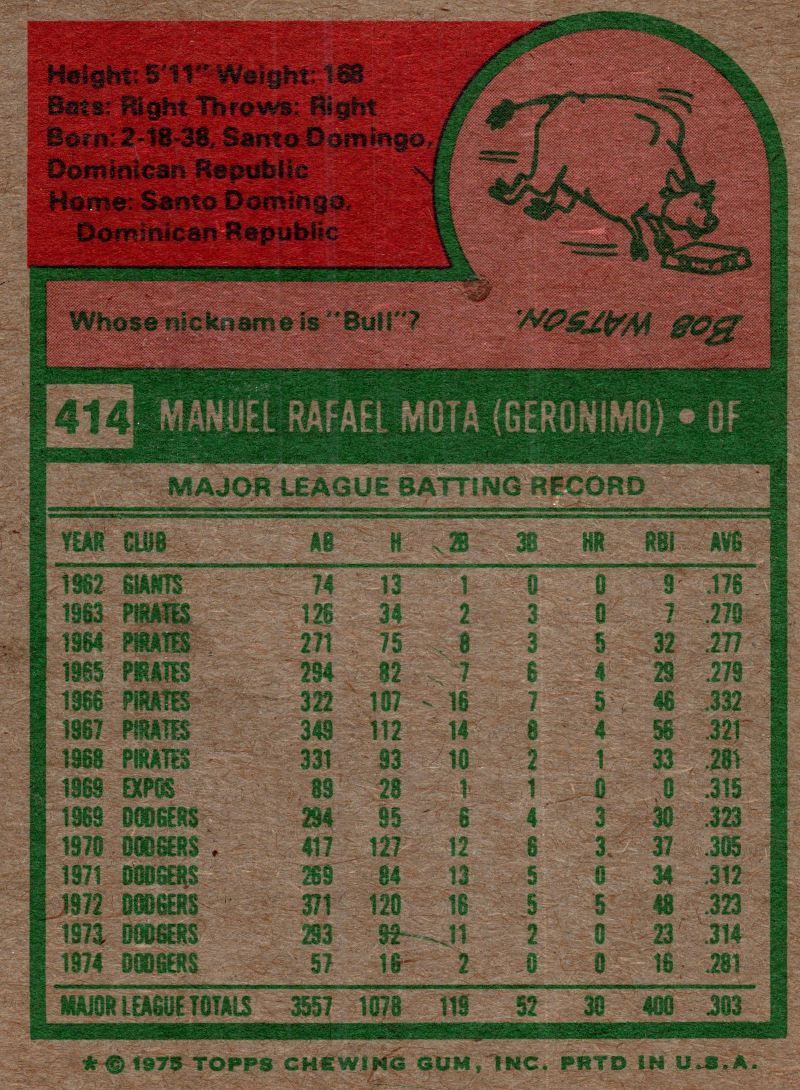 Height: 5'11" Weight: 168
Bats: Right Throws: Right
Born: 2-18-38, Santo Domingo,
Dominican Republic
Home: Santo Domingo,
Dominican Republic
Whose nickname is "Bull"?
BOB WATSON.
414 MANUEL RAFAEL MOTA (GERONIMO) • OF
MAJOR LEAGUE BATTING RECORD
YEAR CLUB AB H 2B 3B HR RBI AVG
1962 GIANTS 74 13 1 0 0 9 .176
1963 PIRATES 126 34 2 3 0 7 .270
1964 PIRATES 271 75 8 3 5 32 .277
1965 PIRATES 294 82 7 6 4 29 .279
1966 PIRATES 322 107 16 7 5 46 .332
1967 PIRATES 349 112 14 8 4 56 .321
1968 PIRATES 331 93 10 2 1 33 .281
1969 EXPOS 89 28 1 1 0 0 .315
1969 DODGERS 294 95 6 4 3 30 .323
1970 DODGERS 417 127 12 6 3 37 .305
1971 DODGERS 269 84 13 5 0 34 .312
1972 DODGERS 371 120 16 5 5 48 .323
1973 DODGERS 293 92 11 2 0 23 .314
1974 DODGERS 57 16 2 0 0 16 .281
MAJOR LEAGUE TOTALS 3557 1078 119 52 30 400 .303
* © 1975 TOPPS CHEWING GUM, INC. PRTD IN U.S.A.